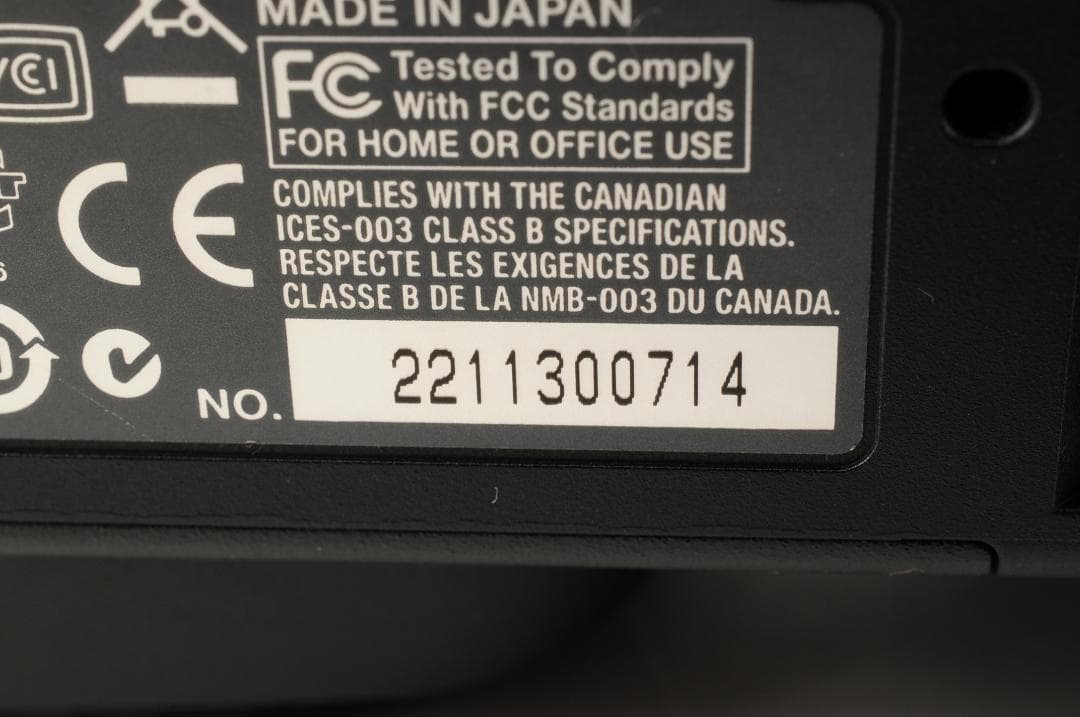 MADE IN JAPAN
FC Tested To Comply
With FCC Standards
FOR HOME OR OFFICE USE
CE
COMPLIES WITH THE CANADIAN
ICES-003 CLASS B SPECIFICATIONS.
RESPECTE LES EXIGENCES DE LA
CLASSE B DE LA NMB-003 DU CANADA.
NO. 2211300714